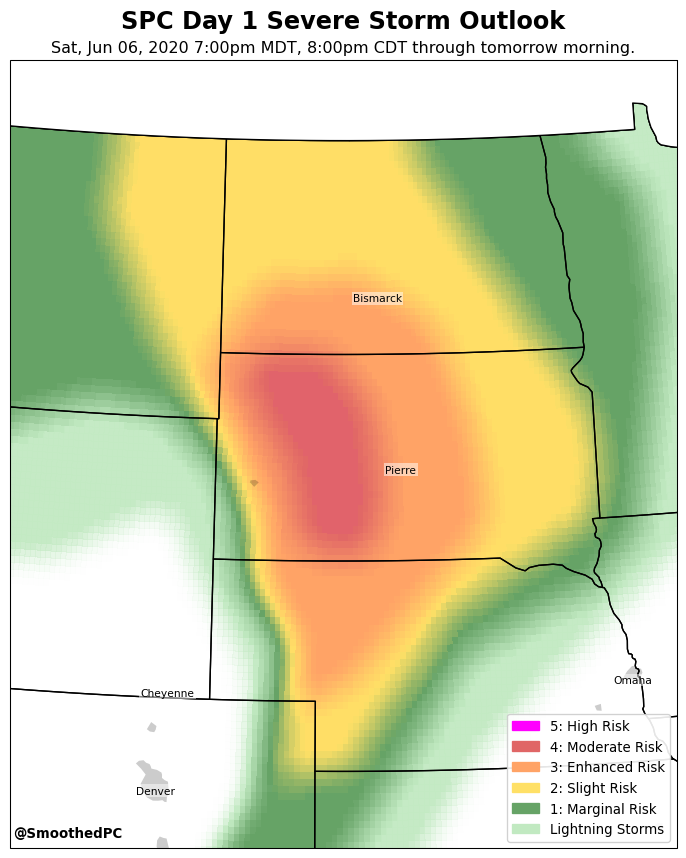 SPC Day 1 Severe Storm Outlook
Sat, Jun 06, 2020 7:00pm MDT, 8:00pm CDT through tomorrow morning.
Bismarck
Pierre
Omaha
Cheyenne
Denver
5: High Risk
4: Moderate Risk
3: Enhanced Risk
2: Slight Risk
1: Marginal Risk
Lightning Storms
@SmoothedPC